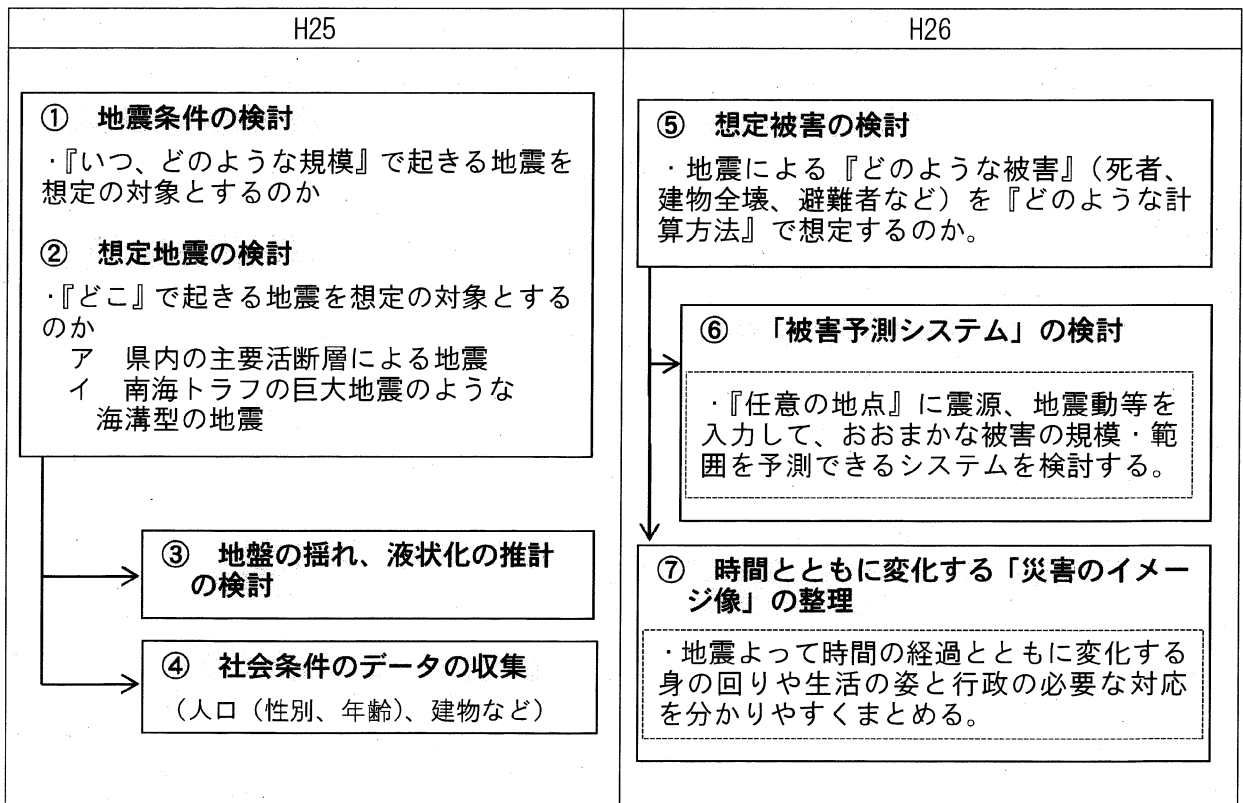 H25
① 地震条件の検討
・『いつ、どのような規模』で起きる地震を
想定の対象とするのか
② 想定地震の検討
・『どこ』で起きる地震を想定の対象とする
のか
ア 県内の主要活断層による地震
イ 南海トラフの巨大地震のような
海溝型の地震
③ 地盤の揺れ、液状化の推計
の検討
④ 社会条件のデータの収集
（人口（性別、年齢）、建物など）
H26
⑤ 想定被害の検討
・地震による『どのような被害』（死者、
建物全壊、避難者など）を『どのような計
算方法』で想定するのか。
⑥ 「被害予測システム」の検討
・『任意の地点』に震源、地震動等を
入力して、おおまかな被害の規模・範
囲を予測できるシステムを検討する。
⑦ 時間とともに変化する「災害のイメー
ジ像」の整理
・地震よって時間の経過とともに変化する
身の回りや生活の姿と行政の必要な対応
を分かりやすくまとめる。